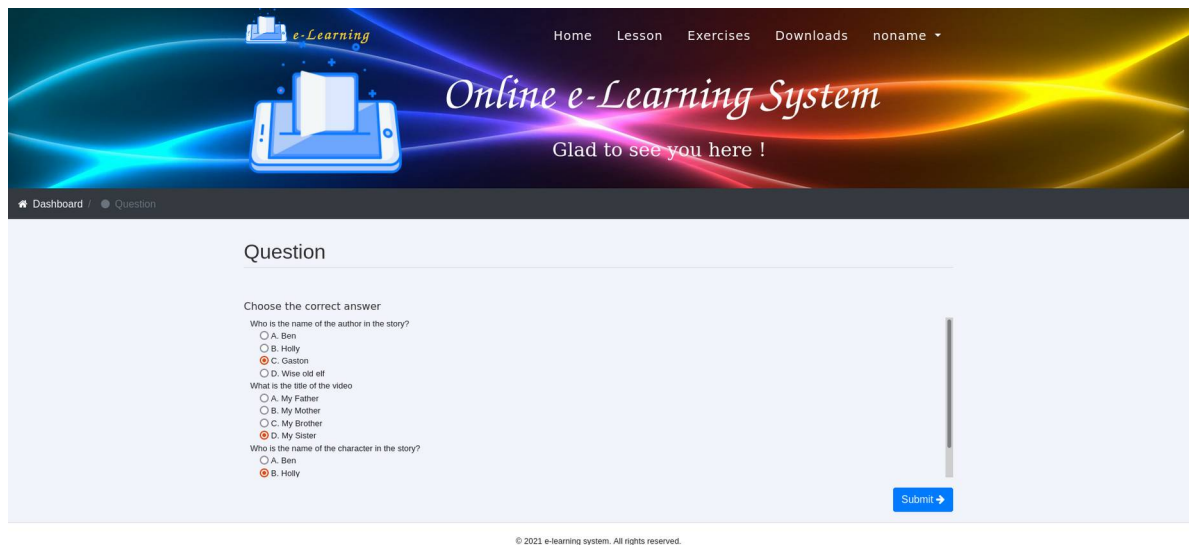 e-Learning
Home Lesson Exercises Downloads noname
Online e-Learning System
Glad to see you here !
Dashboard / Question
Question
Choose the correct answer
Who is the name of the author in the story?
A. Ben
B. Holly
C. Gaston
D. Wise old elf
What is the title of the video
A. My Father
B. My Mother
C. My Brother
D. My Sister
Who is the name of the character in the story?
A. Ben
B. Holly
Submit
© 2021 e-learning system. All rights reserved.